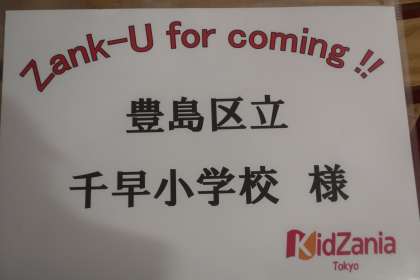 Zank-U for coming !!
豊島区立
千早小学校 様
KidZania
Tokyo